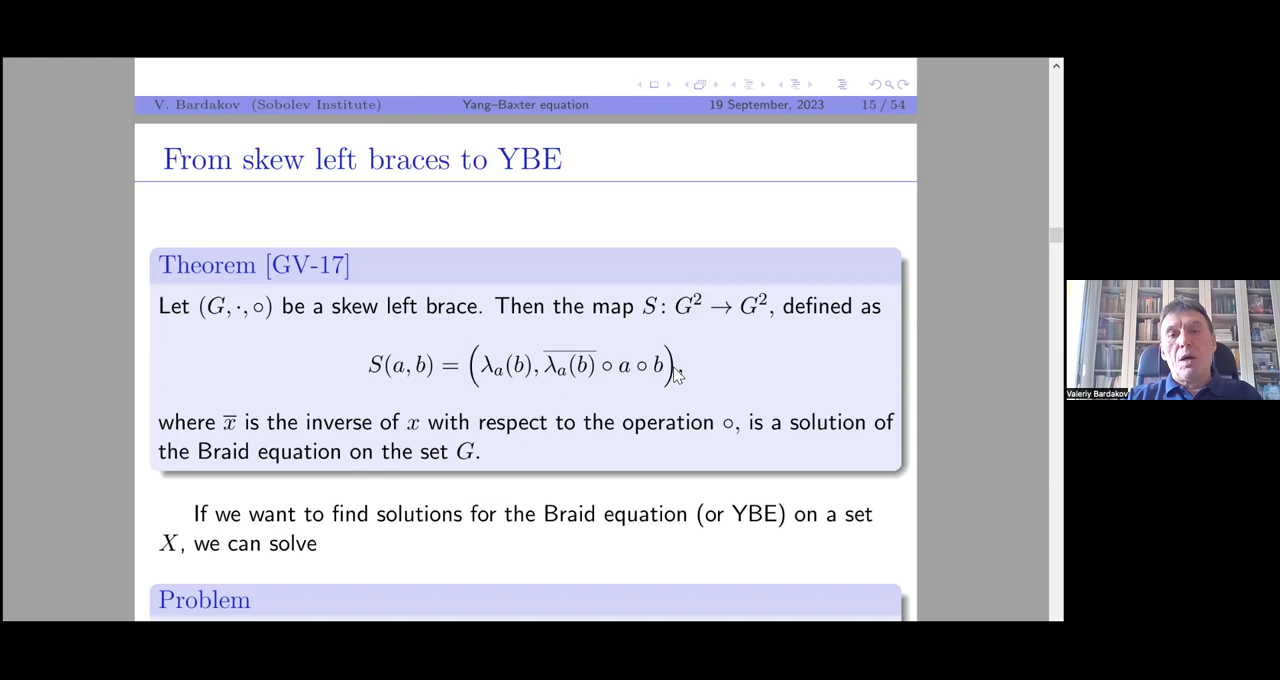 V. Bardakov (Sobolev Institute) Yang–Baxter equation 19 September, 2023 15 / 54
From skew left braces to YBE
Theorem [GV-17]
Let (G, ·, ∘) be a skew left brace. Then the map S: G² → G², defined as
S(a, b) = (λₐ(b), \overline{λₐ(b)} ∘ a ∘ b),
where x̅ is the inverse of x with respect to the operation ∘, is a solution of
the Braid equation on the set G.
If we want to find solutions for the Braid equation (or YBE) on a set
X, we can solve
Problem
Valeriy Bardakov